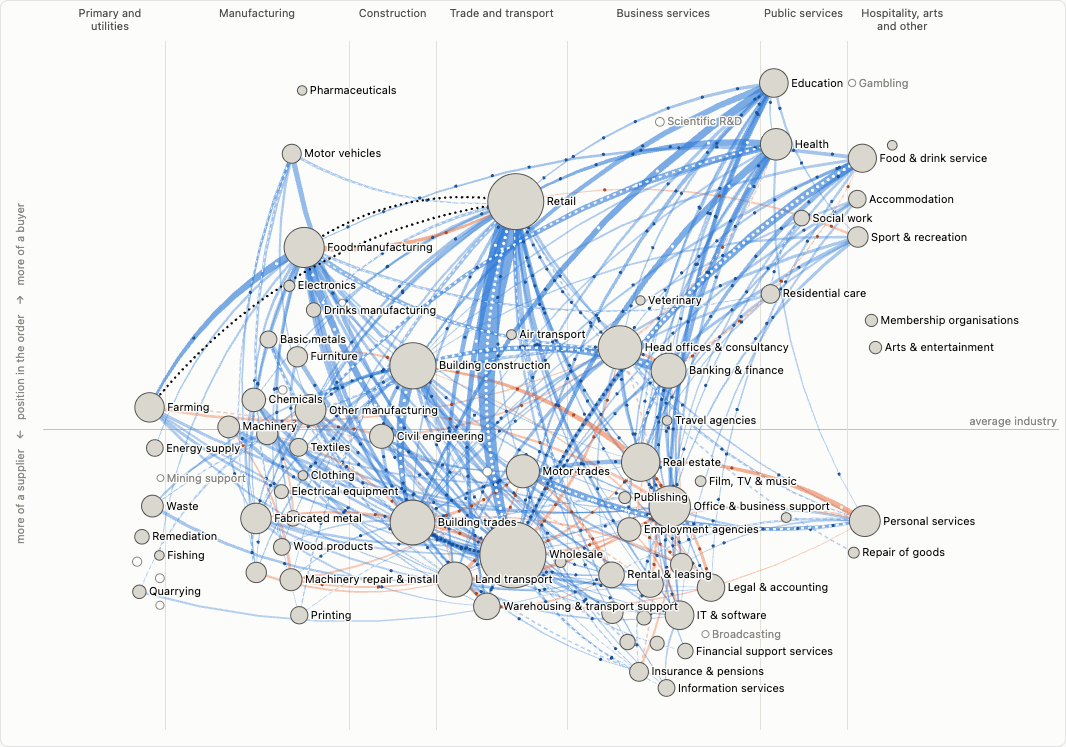 Primary and utilities
Manufacturing
Construction
Trade and transport
Business services
Public services
Hospitality, arts and other
more of a supplier ← position in the order → more of a buyer
average industry
Pharmaceuticals
Education
Gambling
Scientific R&D
Health
Motor vehicles
Food & drink service
Retail
Accommodation
Social work
Sport & recreation
Food manufacturing
Electronics
Residential care
Veterinary
Drinks manufacturing
Membership organisations
Air transport
Basic metals
Head offices & consultancy
Arts & entertainment
Furniture
Building construction
Banking & finance
Chemicals
Farming
Other manufacturing
Travel agencies
Machinery
Civil engineering
Energy supply
Textiles
Real estate
Motor trades
Clothing
Mining support
Film, TV & music
Electrical equipment
Publishing
Waste
Office & business support
Fabricated metal
Building trades
Personal services
Employment agencies
Remediation
Wood products
Repair of goods
Fishing
Wholesale
Rental & leasing
Machinery repair & install
Land transport
Legal & accounting
Quarrying
Warehousing & transport support
Printing
IT & software
Broadcasting
Financial support services
Insurance & pensions
Information services